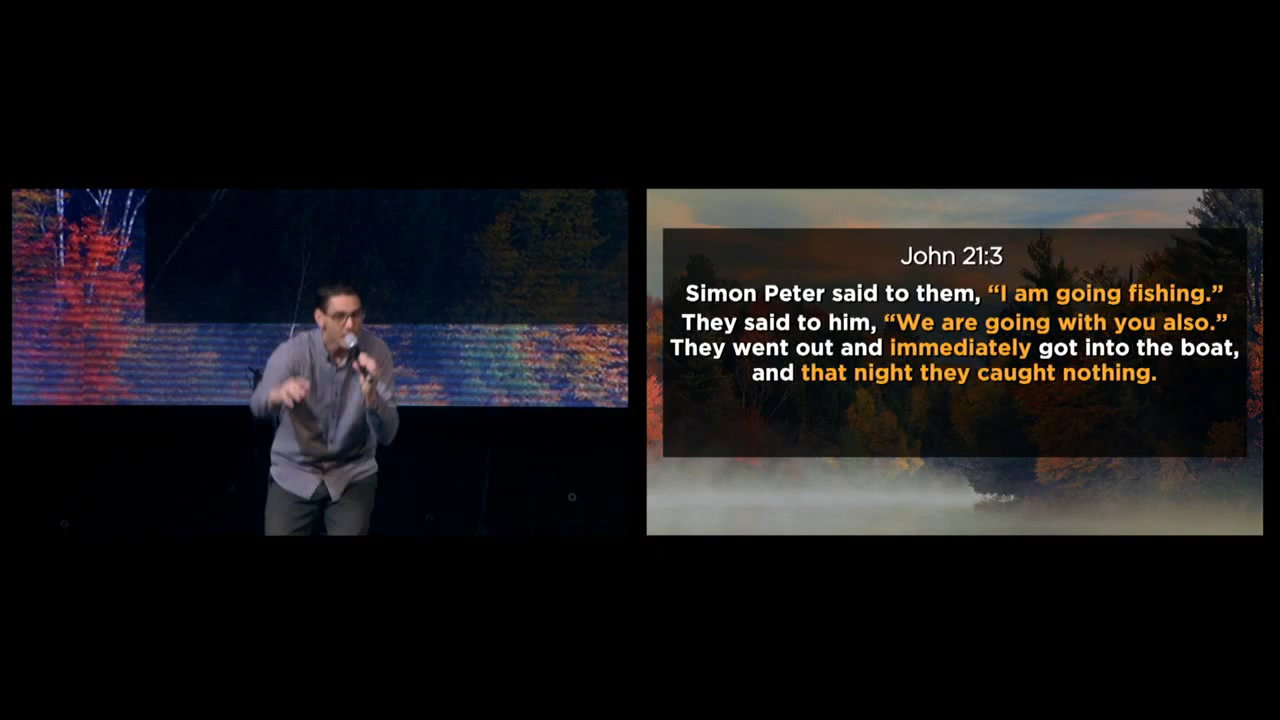 John 21:3
Simon Peter said to them, “I am going fishing.”
They said to him, “We are going with you also.”
They went out and immediately got into the boat,
and that night they caught nothing.